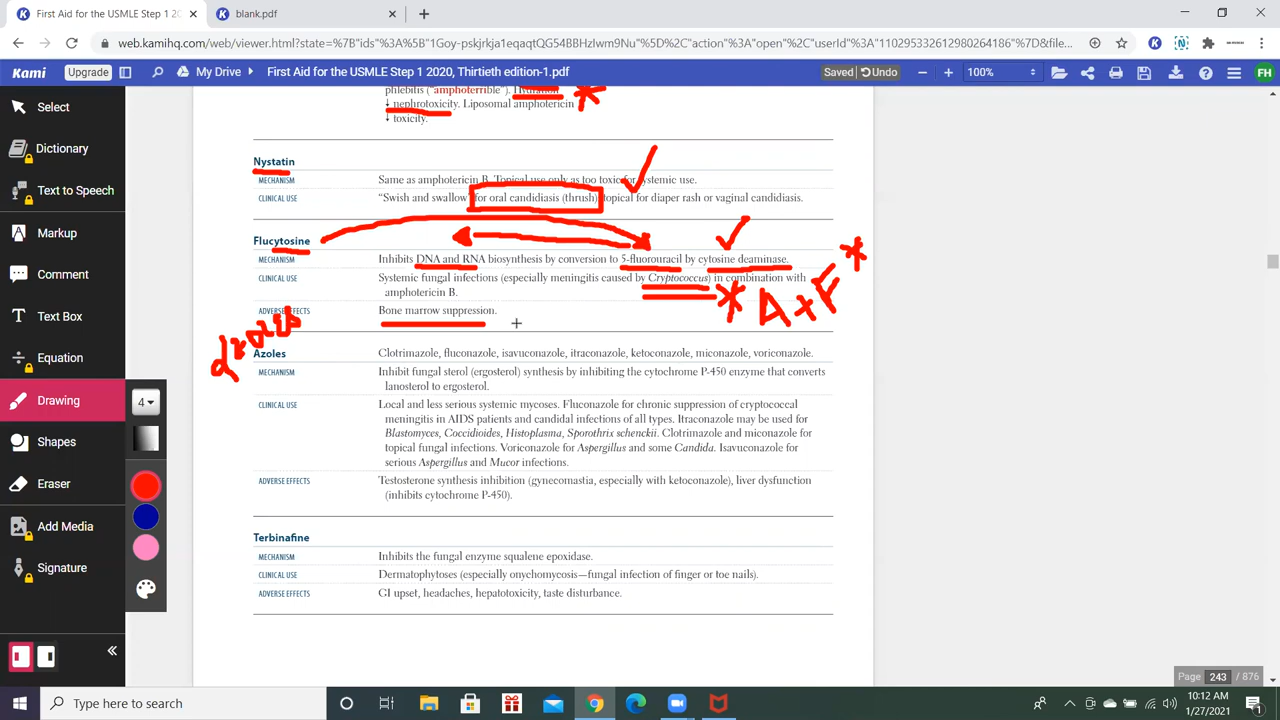 First Aid for the USMLE Step 1 20
blank.pdf
web.kamihq.com/web/viewer.html?state=%7B"ids"%3A%5B"1Goy-pskjtkja1eqaqtQG54BBHzlwm9Nu"%5D%2C"action"%3A"open"%2C"userId"%3A"110295332612980264186"%7D&file...
Kami
Upgrade
My Drive
First Aid for the USMLE Step 1 2020, Thirtieth edition-1.pdf
Saved
Undo
100%
FH
Select
Dictionary
Text to Speech
Markup
Comment
Text Box
Equation
Drawing
Shapes
Eraser
Add Media
Signature
4
phlebitis ("amphoterrible"). Hydration
↓ nephrotoxicity. Liposomal amphotericin
↓ toxicity.
Nystatin
MECHANISM Same as amphotericin B. Topical use only as too toxic for systemic use.
CLINICAL USE "Swish and swallow" for oral candidiasis (thrush); topical for diaper rash or vaginal candidiasis.
Flucytosine
MECHANISM Inhibits DNA and RNA biosynthesis by conversion to 5-fluorouracil by cytosine deaminase.
CLINICAL USE Systemic fungal infections (especially meningitis caused by Cryptococcus) in combination with
amphotericin B.
A + F
ADVERSE EFFECTS Bone marrow suppression.
Azoles Clotrimazole, fluconazole, isavuconazole, itraconazole, ketoconazole, miconazole, voriconazole.
MECHANISM Inhibit fungal sterol (ergosterol) synthesis by inhibiting the cytochrome P-450 enzyme that converts
lanosterol to ergosterol.
CLINICAL USE Local and less serious systemic mycoses. Fluconazole for chronic suppression of cryptococcal
meningitis in AIDS patients and candidal infections of all types. Itraconazole may be used for
Blastomyces, Coccidioides, Histoplasma, Sporothrix schenckii. Clotrimazole and miconazole for
topical fungal infections. Voriconazole for Aspergillus and some Candida. Isavuconazole for
serious Aspergillus and Mucor infections.
ADVERSE EFFECTS Testosterone synthesis inhibition (gynecomastia, especially with ketoconazole), liver dysfunction
(inhibits cytochrome P-450).
Terbinafine
MECHANISM Inhibits the fungal enzyme squalene epoxidase.
CLINICAL USE Dermatophytoses (especially onychomycosis—fungal infection of finger or toe nails).
ADVERSE EFFECTS GI upset, headaches, hepatotoxicity, taste disturbance.
Page 243 / 876
Type here to search
10:12 AM
1/27/2021